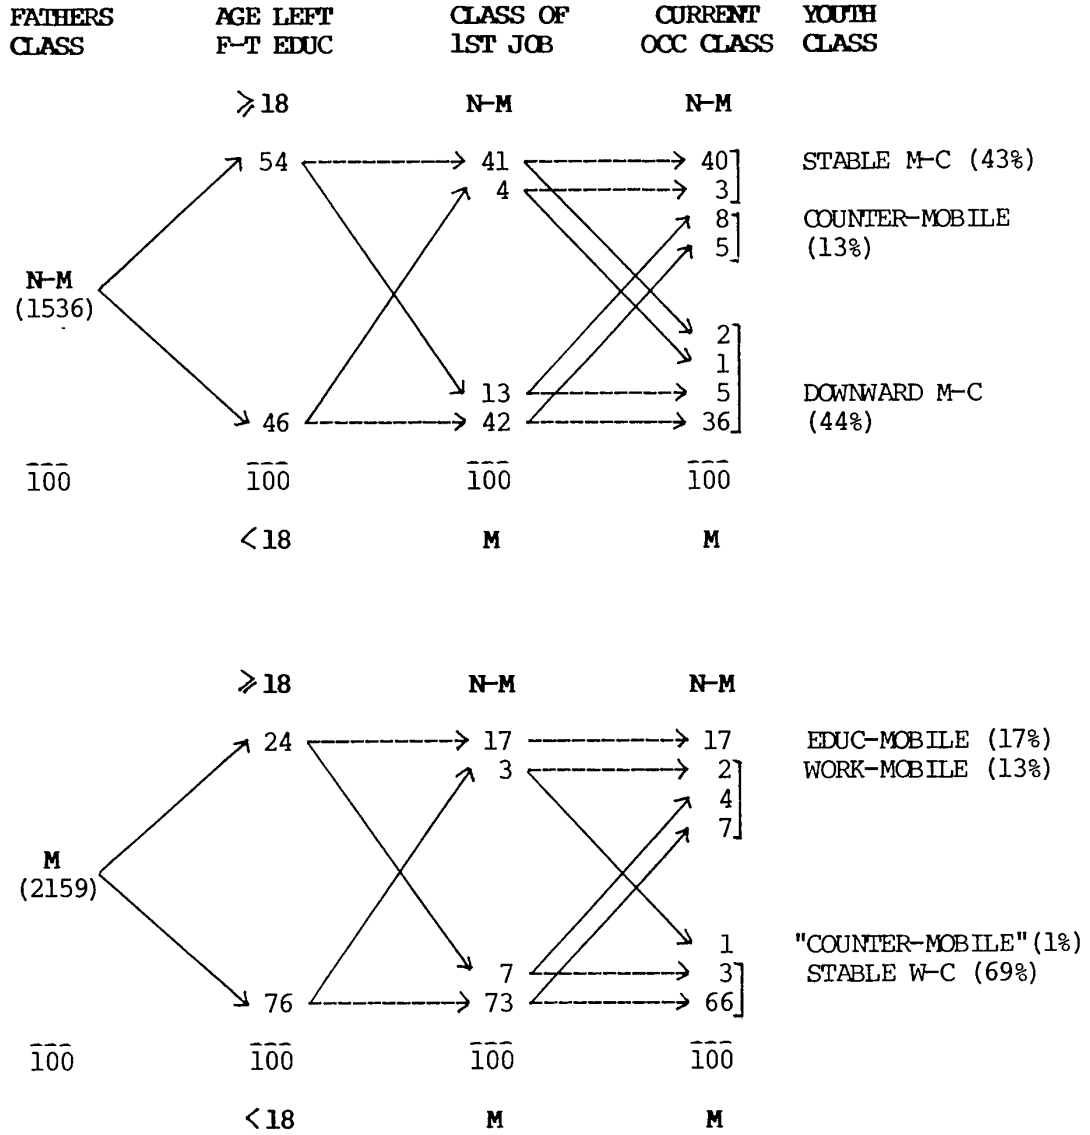 FATHERS AGE LEFT CLASS OF CURRENT YOUTH
CLASS F-T EDUC 1ST JOB OCC CLASS CLASS
⩾18 N-M N-M
54 41 40 STABLE M-C (43%)
4 3
8 COUNTER-MOBILE
5 (13%)
N-M
(1536)
2
1
13 5 DOWNWARD M-C
46 42 36 (44%)
100 100 100 100
<18 M M
⩾18 N-M N-M
24 17 17 EDUC-MOBILE (17%)
3 2 WORK-MOBILE (13%)
4
7
M
(2159)
1 "COUNTER-MOBILE" (1%)
7 3 STABLE W-C (69%)
76 73 66
100 100 100 100
<18 M M